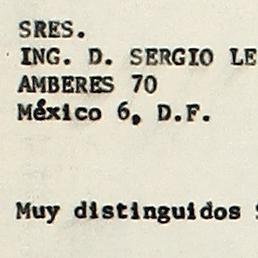 SRES.
ING. D. SERGIO LE
AMBERES 70
México 6, D.F.
Muy distinguidos S